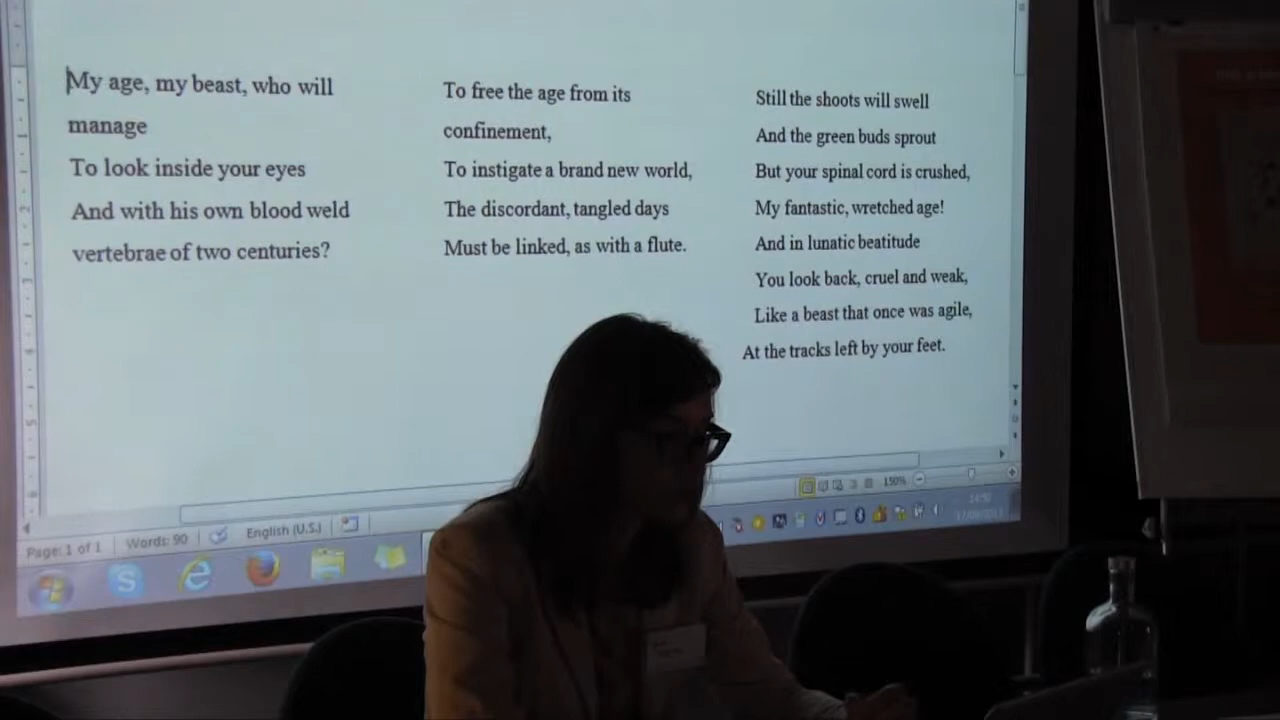 My age, my beast, who will
manage
To look inside your eyes
And with his own blood weld
vertebrae of two centuries?
To free the age from its
confinement,
To instigate a brand new world,
The discordant, tangled days
Must be linked, as with a flute.
Still the shoots will swell
And the green buds sprout
But your spinal cord is crushed,
My fantastic, wretched age!
And in lunatic beatitude
You look back, cruel and weak,
Like a beast that once was agile,
At the tracks left by your feet.
Page: 1 of 1
Words: 90
English (U.S.)
150%